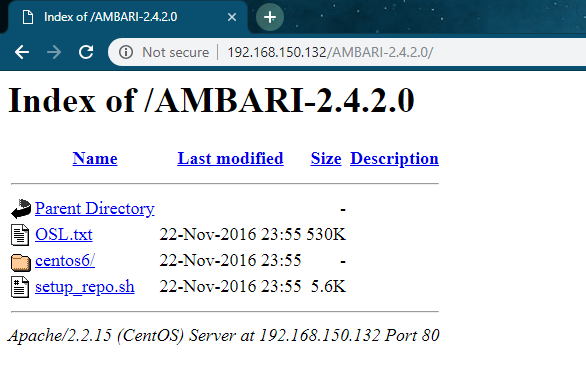 Index of /AMBARI-2.4.2.0
Not secure 192.168.150.132/AMBARI-2.4.2.0/
Index of /AMBARI-2.4.2.0
Name Last modified Size Description
Parent Directory -
OSL.txt 22-Nov-2016 23:55 530K
centos6/ 22-Nov-2016 23:55 -
setup_repo.sh 22-Nov-2016 23:55 5.6K
Apache/2.2.15 (CentOS) Server at 192.168.150.132 Port 80